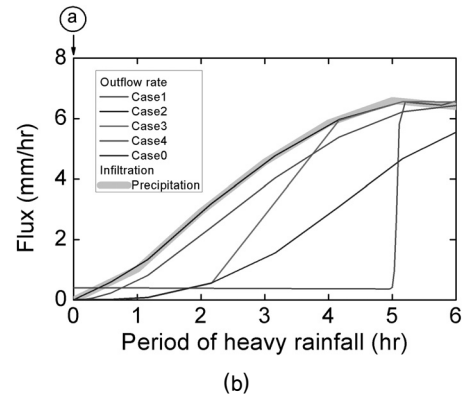 a
8
6
4
2
0
Flux (mm/hr)
Outflow rate
Case1
Case2
Case3
Case4
Case0
Infiltration
Precipitation
0 1 2 3 4 5 6
Period of heavy rainfall (hr)
(b)